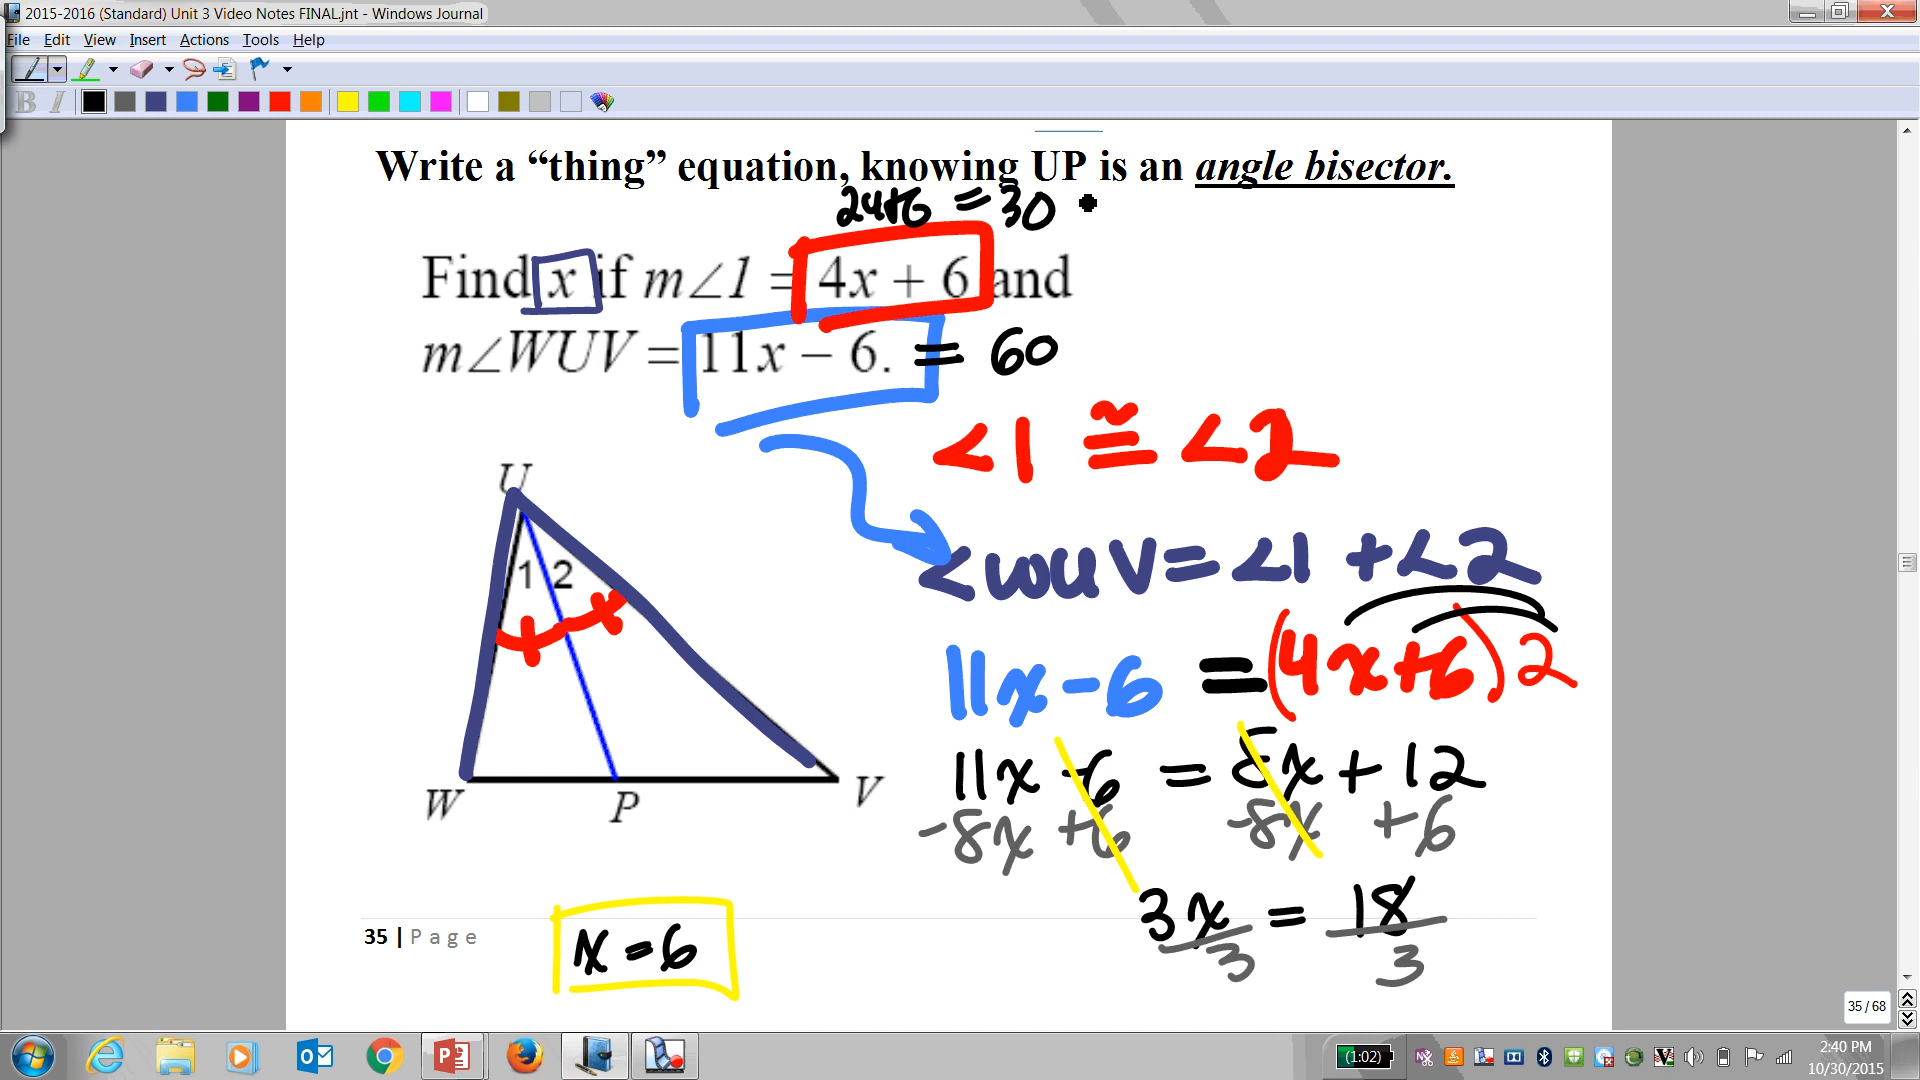 2015-2016 (Standard) Unit 3 Video Notes FINAL.jnt - Windows Journal
File Edit View Insert Actions Tools Help
B I
Write a “thing” equation, knowing UP is an angle bisector.
24+6 = 30
Find x if m∠1 = 4x + 6 and
m∠WUV = 11x – 6. = 60
<1 ≅ <2
U
<WUV = <1 + <2
1 2
11x - 6 = (4x+6)2
11x - 6 = 8x + 12
W P V
-8x +6 -8x +6
3x = 18
3 3
35 | Page
x = 6
35 / 68
(1:02)
2:40 PM
10/30/2015